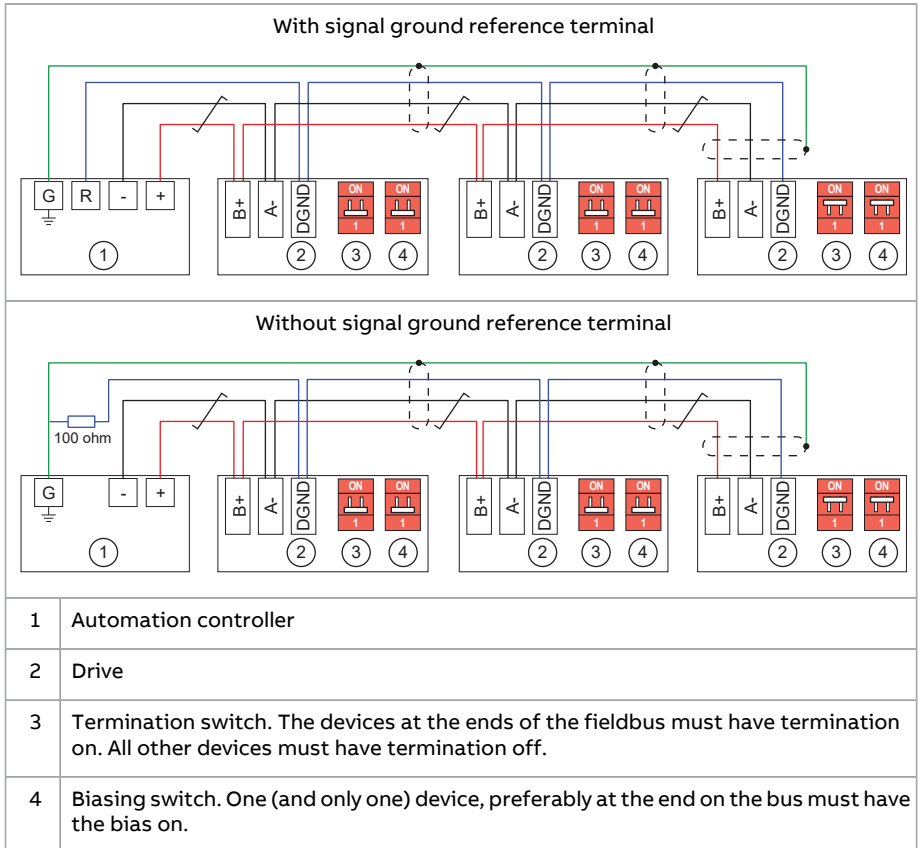 With signal ground reference terminal
G R - + B+ A- DGND ON ON B+ A- DGND ON ON B+ A- DGND ON ON
1 1 1 1 1 1
1 2 3 4 2 3 4 2 3 4
Without signal ground reference terminal
100 ohm
G - + B+ A- DGND ON ON B+ A- DGND ON ON B+ A- DGND ON ON
1 1 1 1 1 1
1 2 3 4 2 3 4 2 3 4
1 Automation controller
2 Drive
3 Termination switch. The devices at the ends of the fieldbus must have termination
on. All other devices must have termination off.
4 Biasing switch. One (and only one) device, preferably at the end on the bus must have
the bias on.